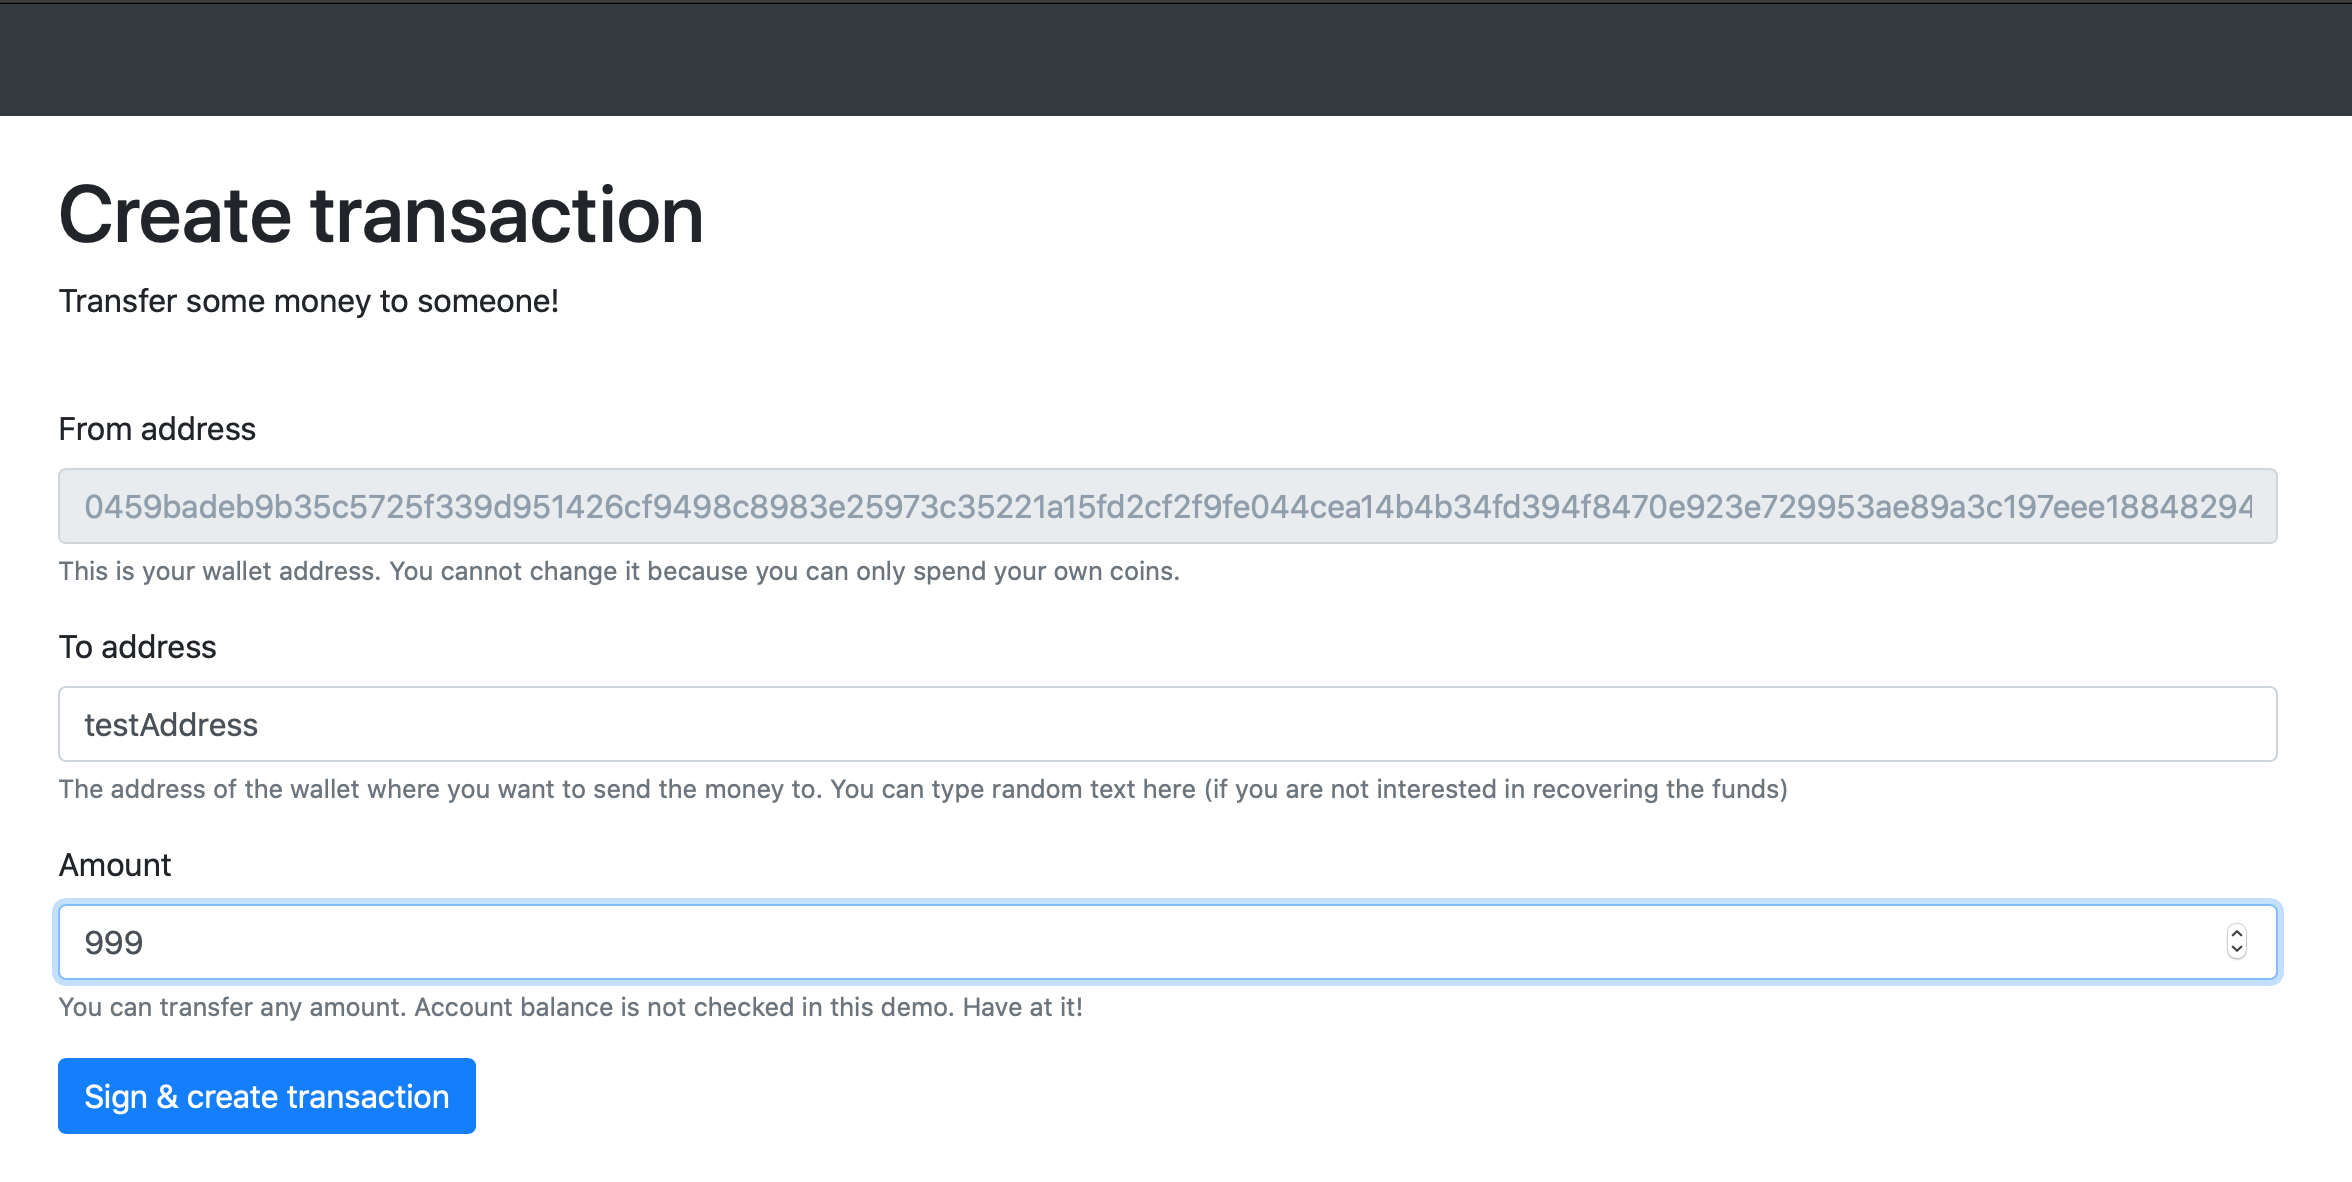 Create transaction
Transfer some money to someone!
From address
0459badeb9b35c5725f339d951426cf9498c8983e25973c35221a15fd2cf2f9fe044cea14b4b34fd394f8470e923e729953ae89a3c197eee18848294
This is your wallet address. You cannot change it because you can only spend your own coins.
To address
testAddress
The address of the wallet where you want to send the money to. You can type random text here (if you are not interested in recovering the funds)
Amount
999
You can transfer any amount. Account balance is not checked in this demo. Have at it!
Sign & create transaction